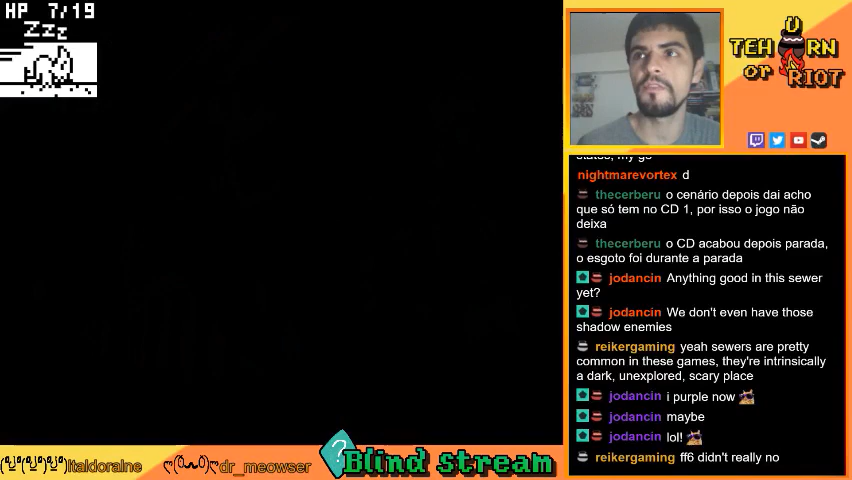 HP 7/19
Zzz
U
TEH RN
or RIOT
nightmarevortex d
thecerberu o cenário depois dai acho
que só tem no CD 1, por isso o jogo não
deixa
thecerberu o CD acabou depois parada,
o esgoto foi durante a parada
jodancin Anything good in this sewer
yet?
jodancin We don't even have those
shadow enemies
reikergaming yeah sewers are pretty
common in these games, they're intrinsically
a dark, unexplored, scary place
jodancin i purple now
jodancin maybe
jodancin lol!
reikergaming ff6 didn't really no
italdoraine
dr_meowser
? Blind Stream